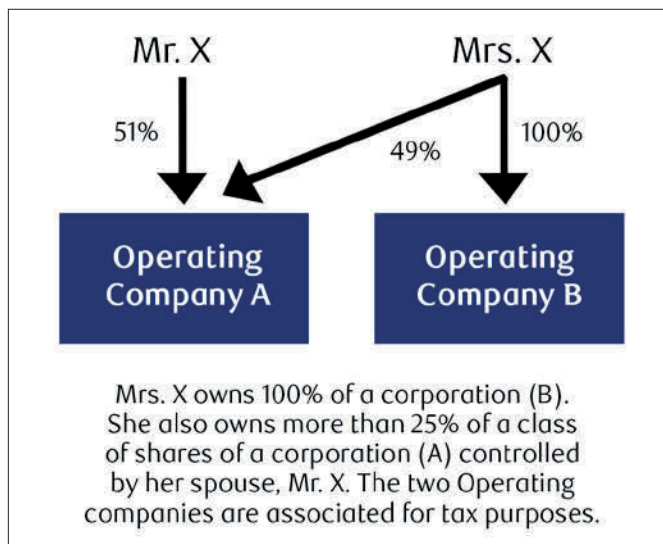 Mr. X
Mrs. X
51%
49%
100%
Operating
Company A
Operating
Company B
Mrs. X owns 100% of a corporation (B).
She also owns more than 25% of a class
of shares of a corporation (A) controlled
by her spouse, Mr. X. The two Operating
companies are associated for tax purposes.